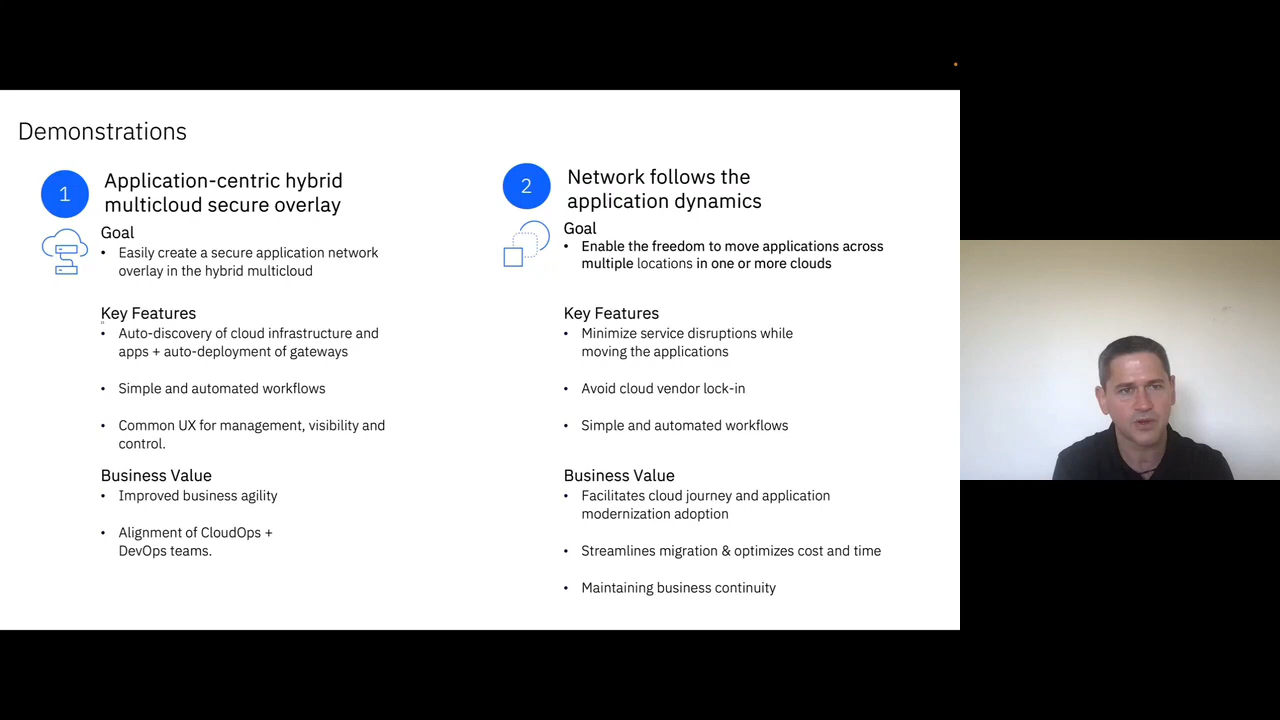 Demonstrations
1
Application-centric hybrid
multicloud secure overlay
Goal
• Easily create a secure application network
overlay in the hybrid multicloud
Key Features
• Auto-discovery of cloud infrastructure and
apps + auto-deployment of gateways
• Simple and automated workflows
• Common UX for management, visibility and
control.
Business Value
• Improved business agility
• Alignment of CloudOps +
DevOps teams.
2
Network follows the
application dynamics
Goal
• Enable the freedom to move applications across
multiple locations in one or more clouds
Key Features
• Minimize service disruptions while
moving the applications
• Avoid cloud vendor lock-in
• Simple and automated workflows
Business Value
• Facilitates cloud journey and application
modernization adoption
• Streamlines migration & optimizes cost and time
• Maintaining business continuity